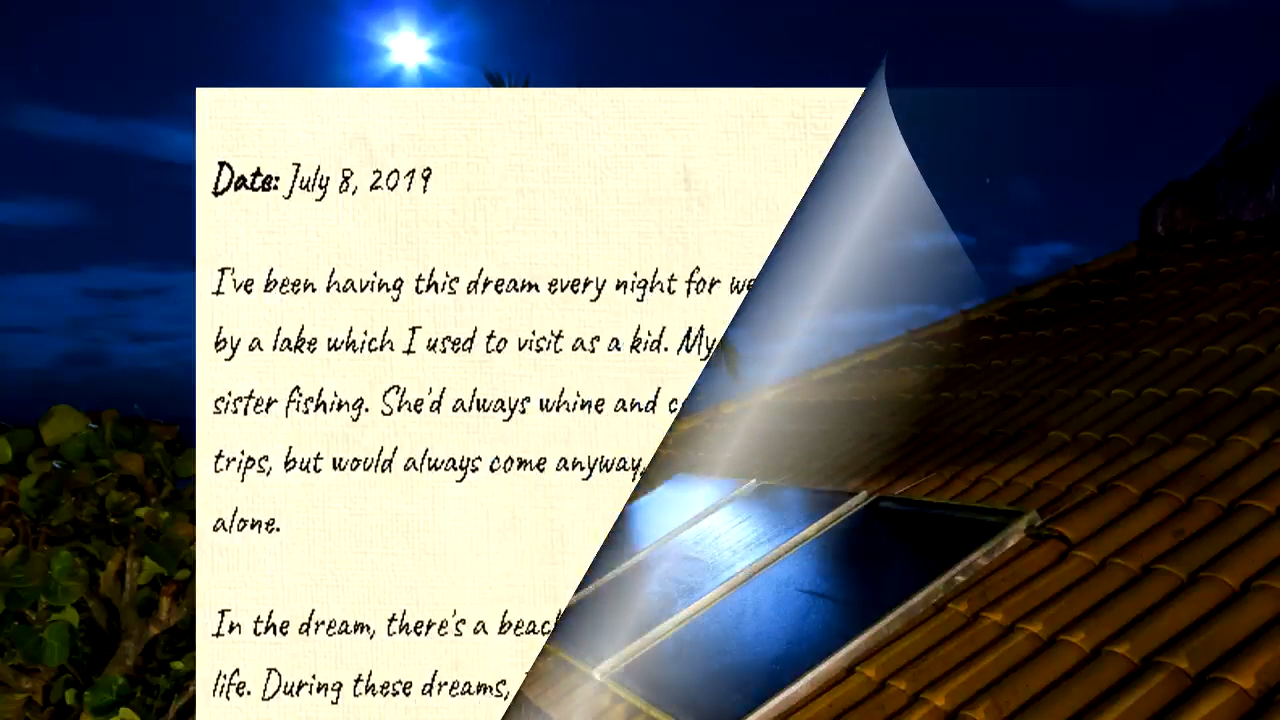 Date: July 8, 2019
I've been having this dream every night for
by a lake which I used to visit as a kid. My
sister fishing. She'd always whine and
trips, but would always come anyway,
alone.
In the dream, there's a
life. During these dreams,